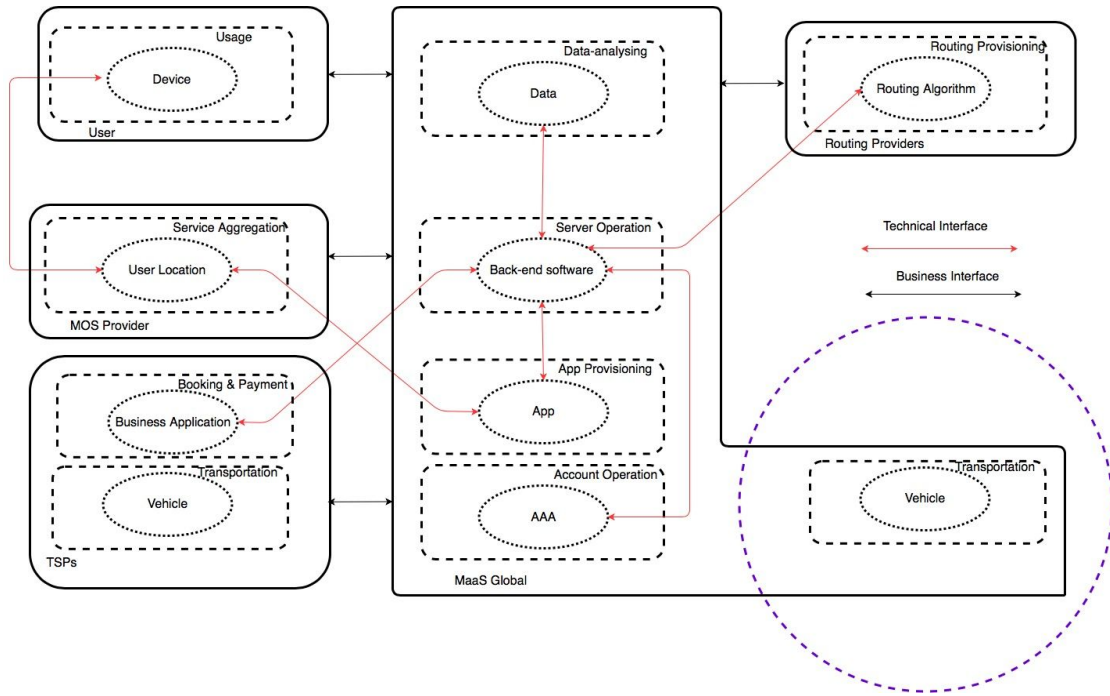 Usage
Device
User
Data-analysing
Data
Routing Provisioning
Routing Algorithm
Routing Providers
Service Aggregation
User Location
MOS Provider
Server Operation
Back-end software
Technical Interface
Business Interface
Booking & Payment
Business Application
Transportation
Vehicle
TSPs
App Provisioning
App
Account Operation
AAA
MaaS Global
Transportation
Vehicle